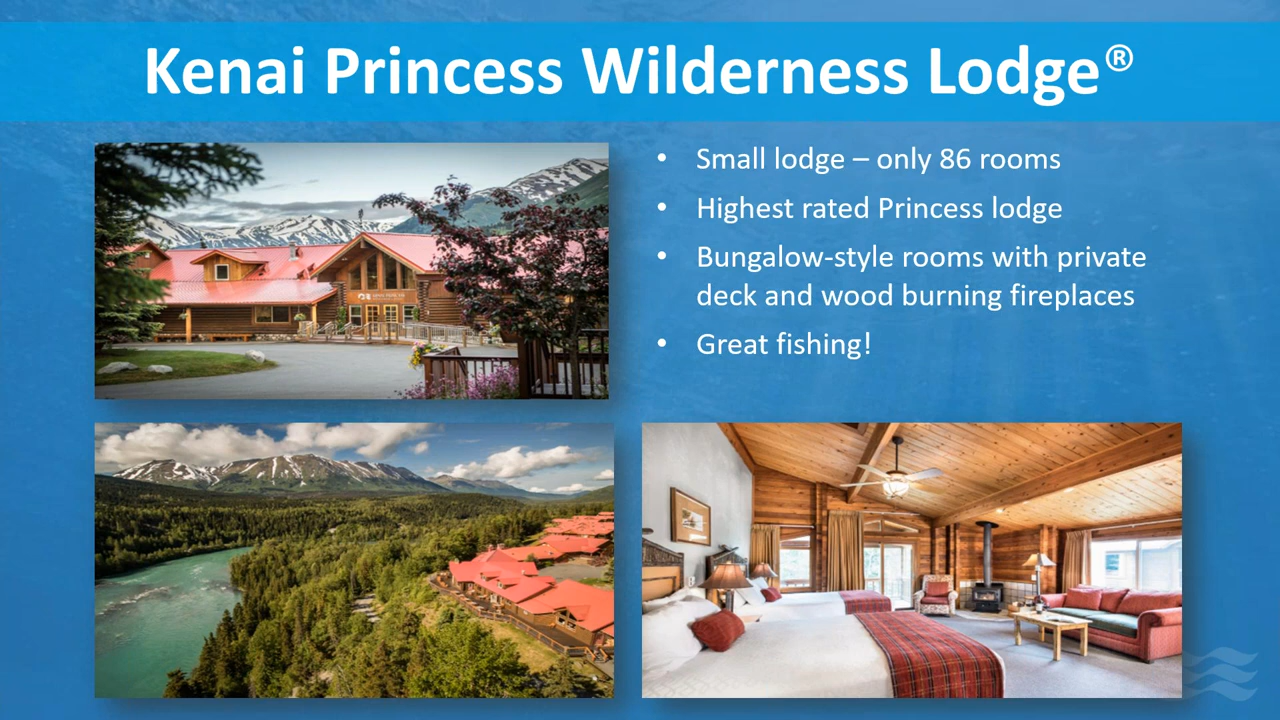 Kenai Princess Wilderness Lodge®
• Small lodge – only 86 rooms
• Highest rated Princess lodge
• Bungalow-style rooms with private
deck and wood burning fireplaces
• Great fishing!